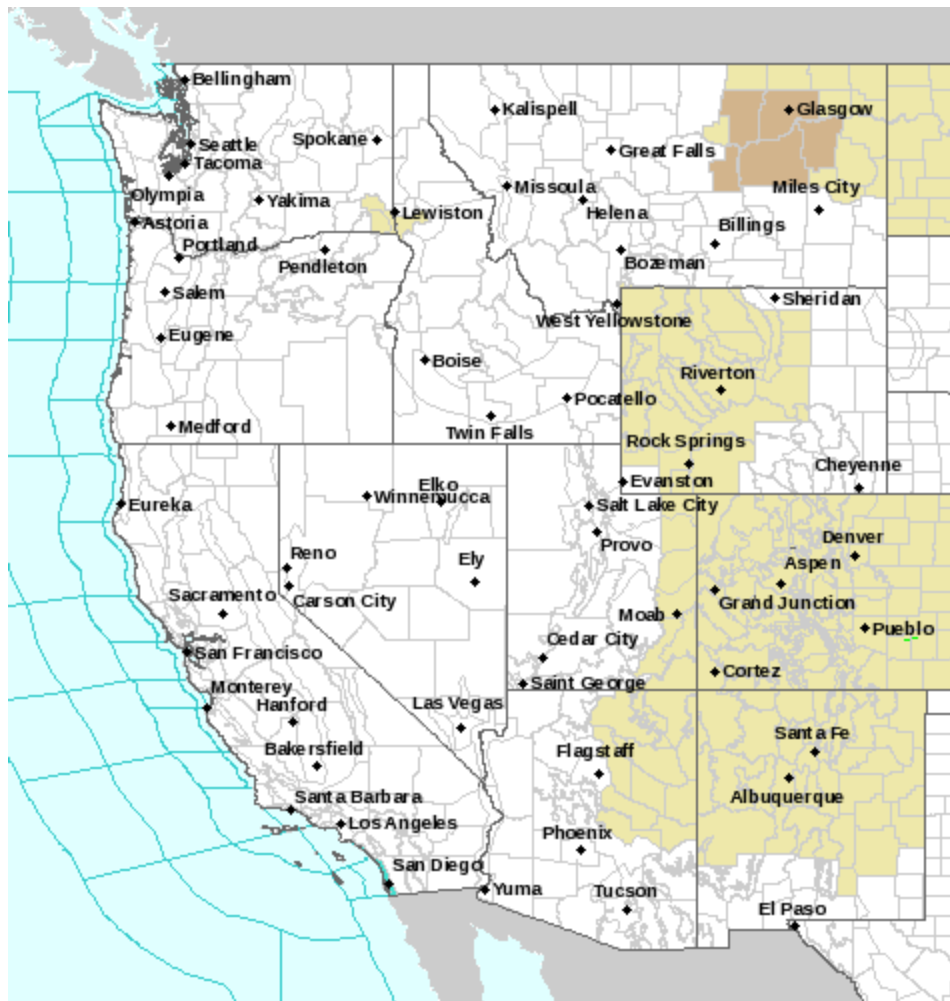 Bellingham
Kalispell
Glasgow
Seattle
Spokane
Great Falls
Tacoma
Olympia
Missoula
Miles City
Yakima
Lewiston
Helena
Astoria
Billings
Portland
Pendleton
Bozeman
Salem
Sheridan
West Yellowstone
Eugene
Boise
Riverton
Pocatello
Medford
Twin Falls
Rock Springs
Cheyenne
Elko
Evanston
Winnemucca
Eureka
Salt Lake City
Denver
Provo
Reno
Ely
Aspen
Sacramento
Carson City
Grand Junction
Moab
Pueblo
Cedar City
San Francisco
Cortez
Saint George
Monterey
Hanford
Las Vegas
Santa Fe
Bakersfield
Flagstaff
Albuquerque
Santa Barbara
Los Angeles
Phoenix
San Diego
Yuma
Tucson
El Paso